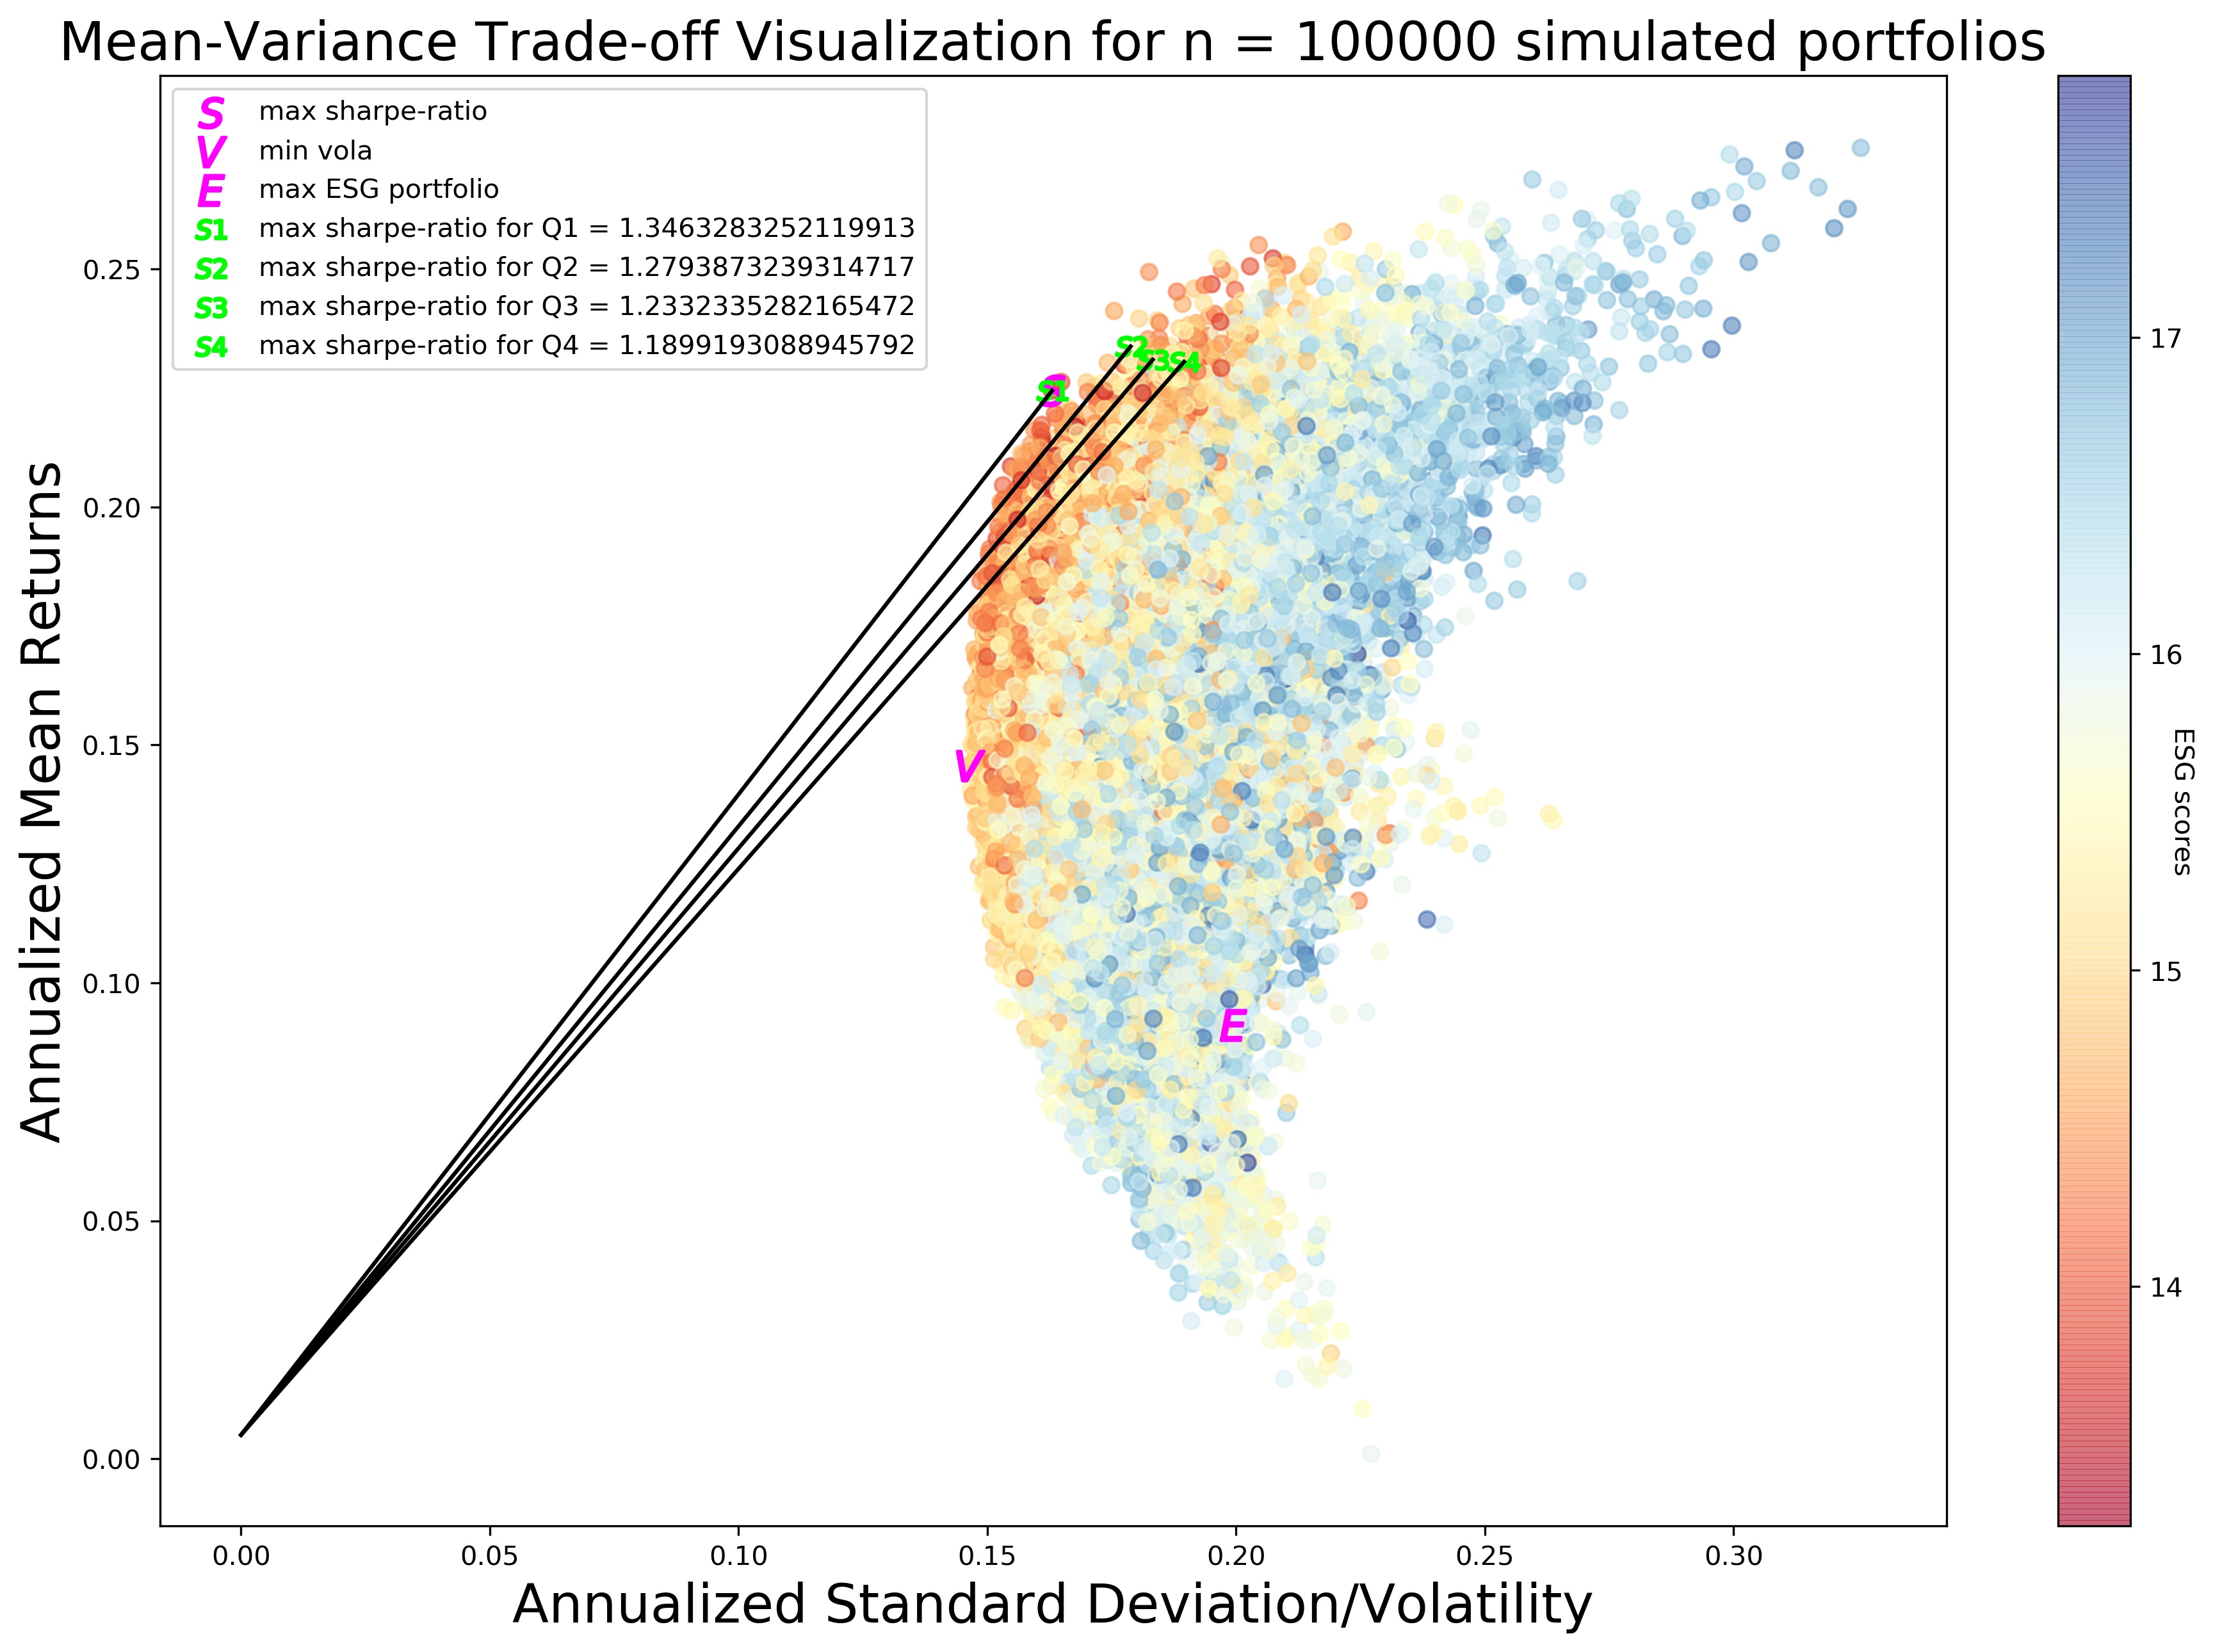 Mean-Variance Trade-off Visualization for n = 100000 simulated portfolios
S max sharpe-ratio
V min vola
E max ESG portfolio
S1 max sharpe-ratio for Q1 = 1.3463283252119913
S2 max sharpe-ratio for Q2 = 1.2793873239314717
S3 max sharpe-ratio for Q3 = 1.2332335282165472
S4 max sharpe-ratio for Q4 = 1.1899193088945792
Annualized Mean Returns
0.25
0.20
0.15
0.10
0.05
0.00
S
S1
S2
S3
S4
V
E
0.00 0.05 0.10 0.15 0.20 0.25 0.30
Annualized Standard Deviation/Volatility
17
16
15
14
ESG scores